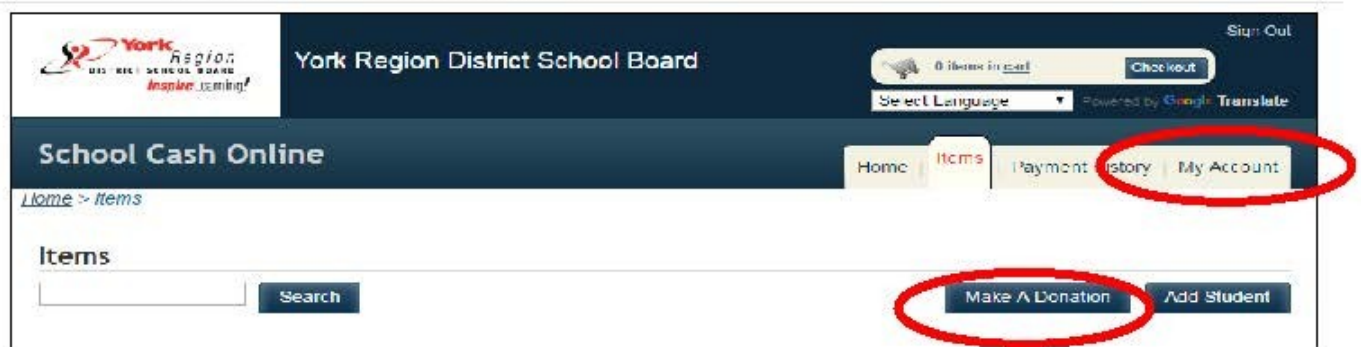 Sign Out
York
Region
DISTRICT SCHOOL BOARD
Inspire Learning!
York Region District School Board
0 items in cart
Checkout
Select Language
Powered by Google Translate
School Cash Online
Home
Items
Payment History
My Account
Home > Items
Items
Search
Make A Donation
Add Student